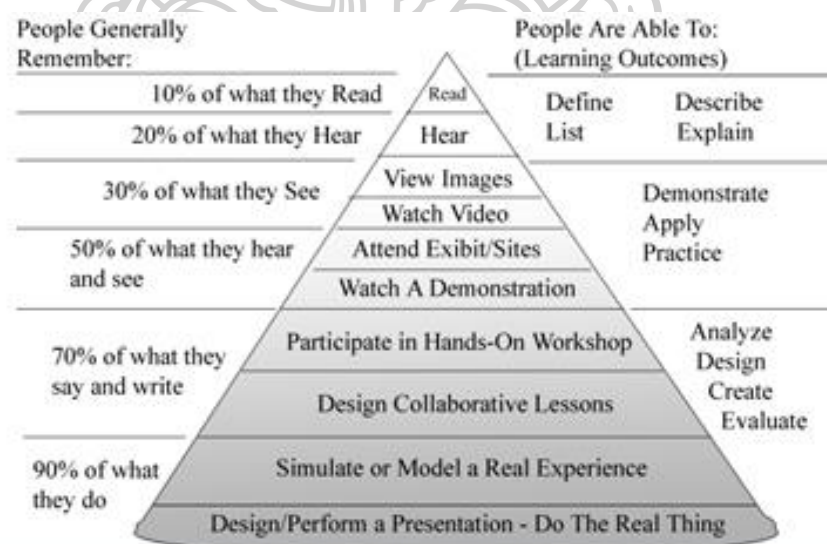 People Generally
Remember:
People Are Able To:
(Learning Outcomes)
10% of what they Read
Read
Define
Describe
20% of what they Hear
Hear
List
Explain
30% of what they See
View Images
Watch Video
Demonstrate
Apply
Practice
50% of what they hear
and see
Attend Exibit/Sites
Watch A Demonstration
70% of what they
say and write
Participate in Hands-On Workshop
Design Collaborative Lessons
Analyze
Design
Create
Evaluate
90% of what
they do
Simulate or Model a Real Experience
Design/Perform a Presentation - Do The Real Thing